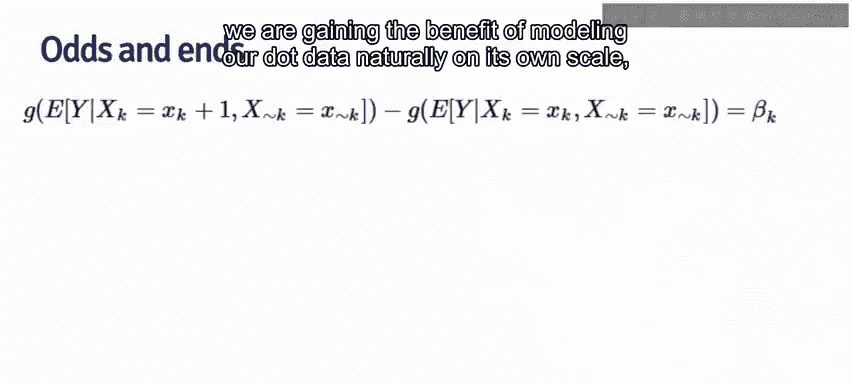 we are gaining the benefit of modeling
Odds and ends
our dot data naturally on its own scale,
g(E[Y|X_k = x_k + 1, X_{∼k} = x_{∼k}]) − g(E[Y|X_k = x_k, X_{∼k} = x_{∼k}]) = β_k